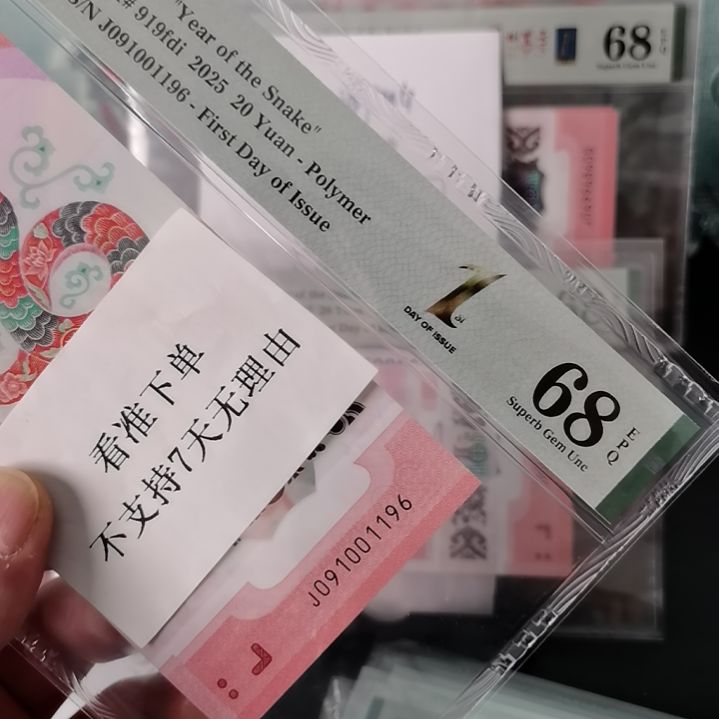 "Year of the Snake"
919fdi 2025 20 Yuan - Polymer
S/N J091001196 - First Day of Issue
1st
DAY OF ISSUE
68
EPQ
Superb Gem Unc
看准下单
不支持7天无理由
J091001196
68
Superb Gem Unc